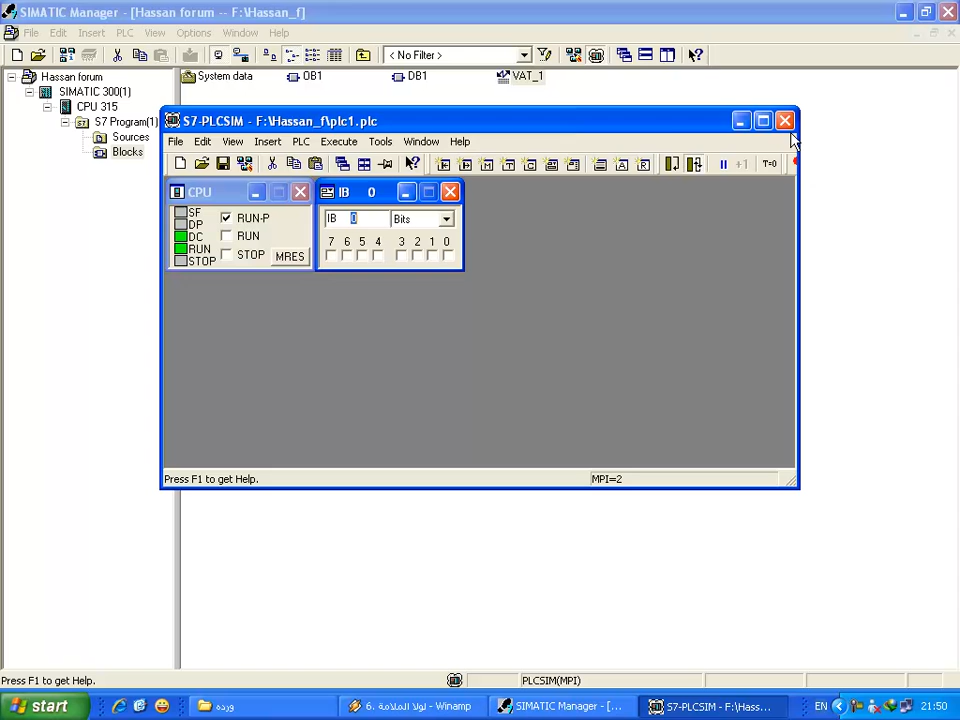 SIMATIC Manager - [Hassan forum -- F:\Hassan_f]
File Edit Insert PLC View Options Window Help
< No Filter >
Hassan forum
SIMATIC 300(1)
CPU 315
S7 Program(1)
Sources
Blocks
System data OB1 DB1 VAT_1
S7-PLCSIM - F:\Hassan_f\plc1.plc
File Edit View Insert PLC Execute Tools Window Help
+1 T=0
CPU
SF
DP
DC
RUN
STOP
RUN-P
RUN
STOP
MRES
IB 0
IB 0 Bits
7 6 5 4 3 2 1 0
Press F1 to get Help. MPI=2
Press F1 to get Help. PLCSIM(MPI)
start وردە 6. لولا الملامة - Winamp SIMATIC Manager - [... S7-PLCSIM - F:\Hass... EN 21:50